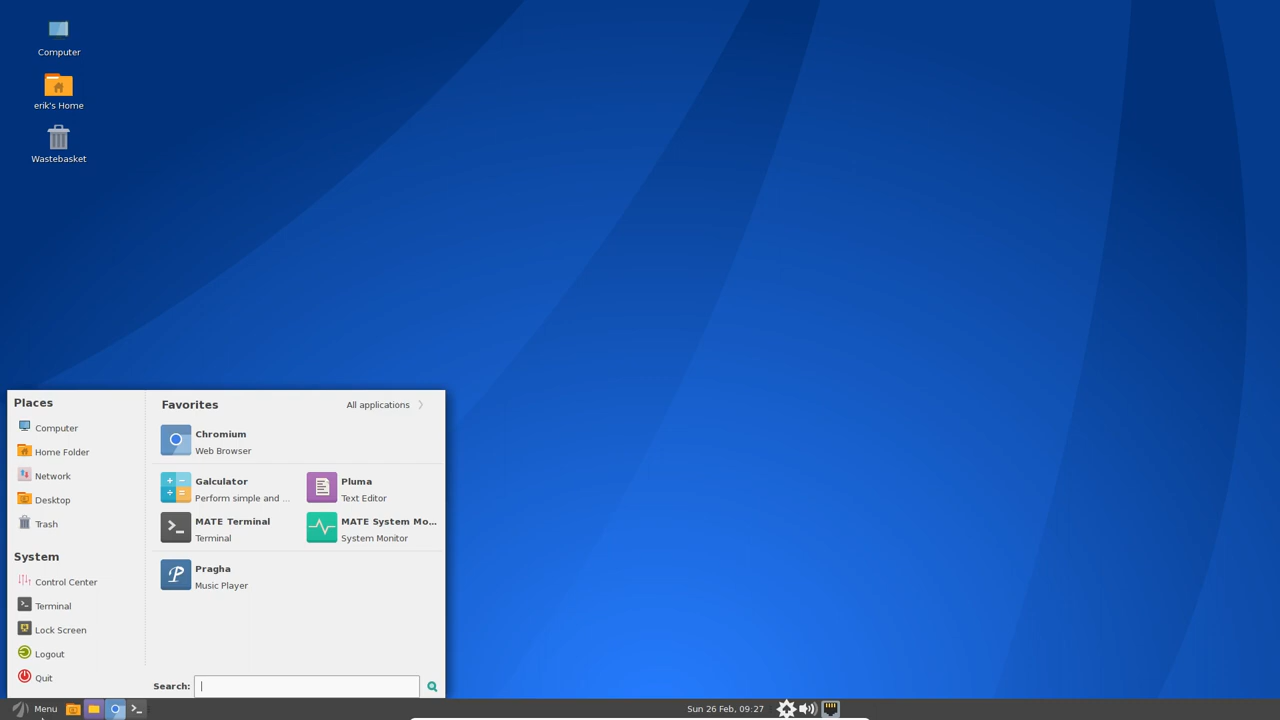 Computer
erik's Home
Wastebasket
Places
Computer
Home Folder
Network
Desktop
Trash
System
Control Center
Terminal
Lock Screen
Logout
Quit
Favorites
All applications
Chromium
Web Browser
Galculator
Perform simple and ...
Pluma
Text Editor
MATE Terminal
Terminal
MATE System Mo...
System Monitor
Pragha
Music Player
Search:
Menu
Sun 26 Feb, 09:27